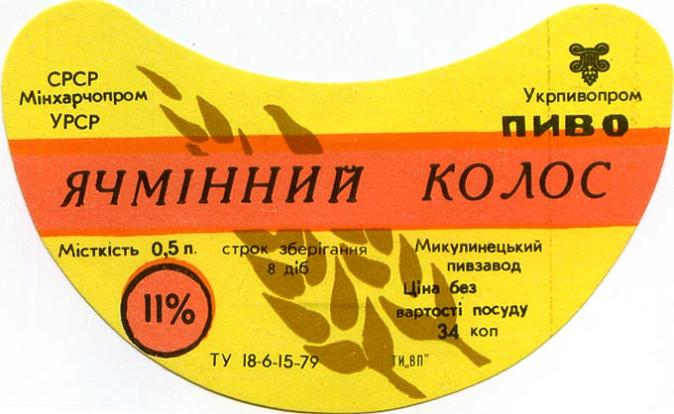 СРСР
Мінхарчопром
УРСР
Укрпивопром
ПИВО
ЯЧМІННИЙ КОЛОС
Місткість 0,5 л.
строк зберігання
8 діб
Микулинецький
пивзавод
Ціна без
вартості посуду
34 коп
11%
ТУ 18-6-15-79
ТИ„ВП"